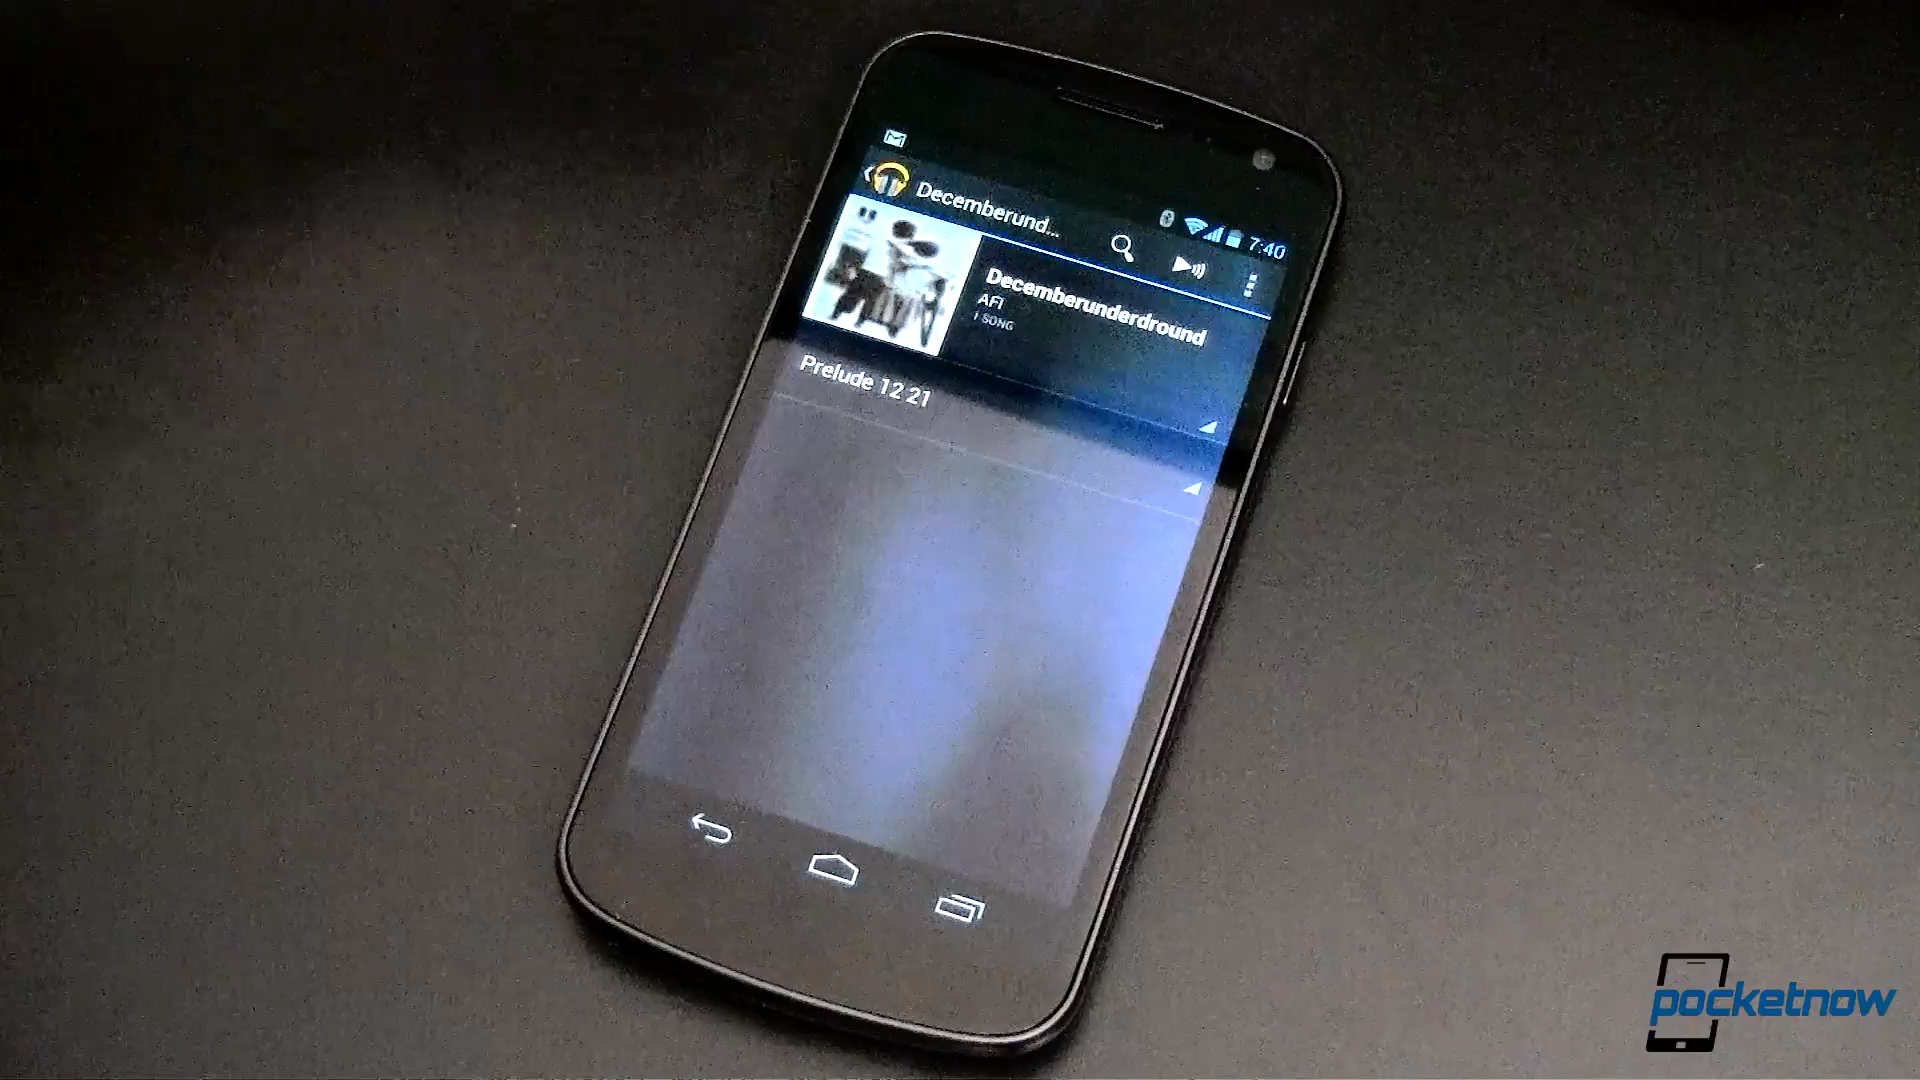 7:40
Decemberund...
Decemberunderdround
AFI
1 SONG
Prelude 12 21
pocketnow